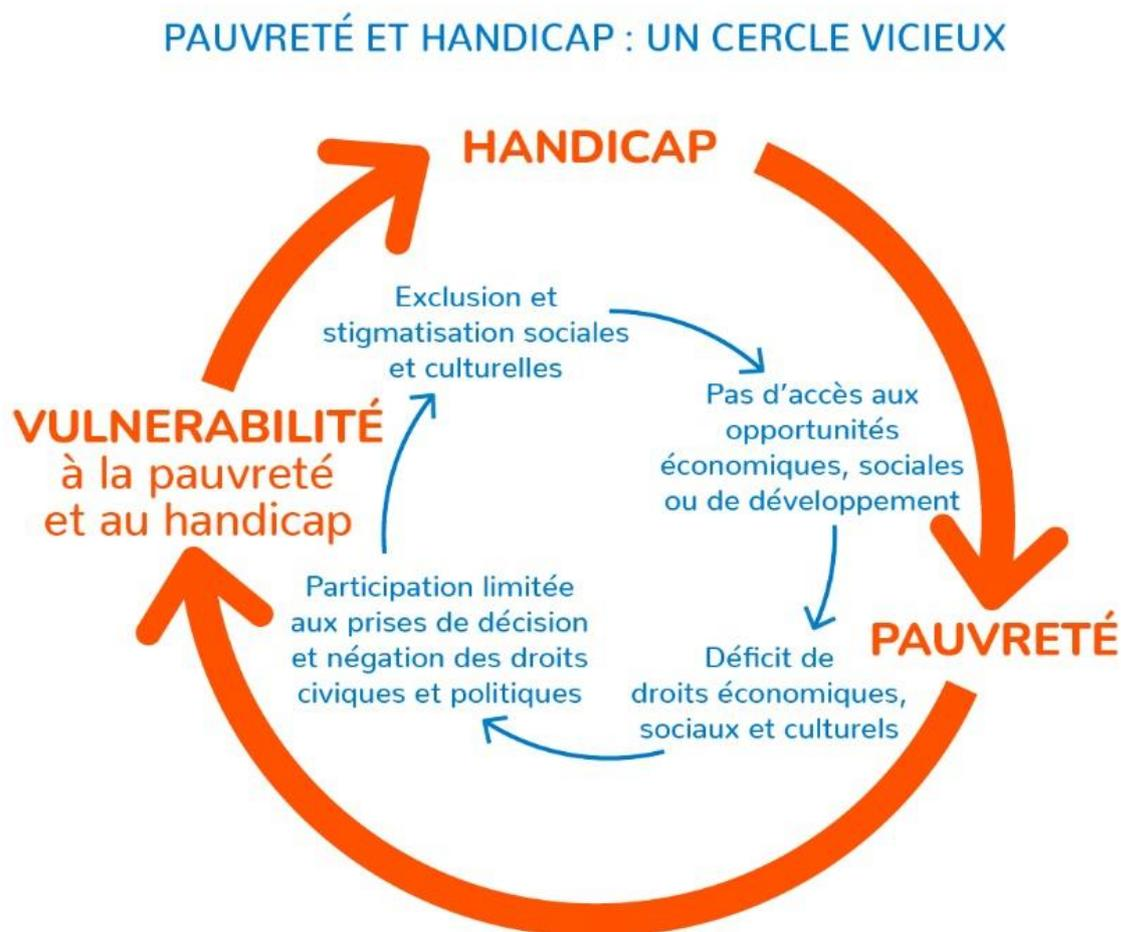 PAUVRETÉ ET HANDICAP : UN CERCLE VICIEUX
HANDICAP
Exclusion et
stigmatisation sociales
et culturelles
Pas d’accès aux
opportunités
économiques, sociales
ou de développement
VULNERABILITÉ
à la pauvreté
et au handicap
Participation limitée
aux prises de décision
et négation des droits
civiques et politiques
PAUVRETÉ
Déficit de
droits économiques,
sociaux et culturels